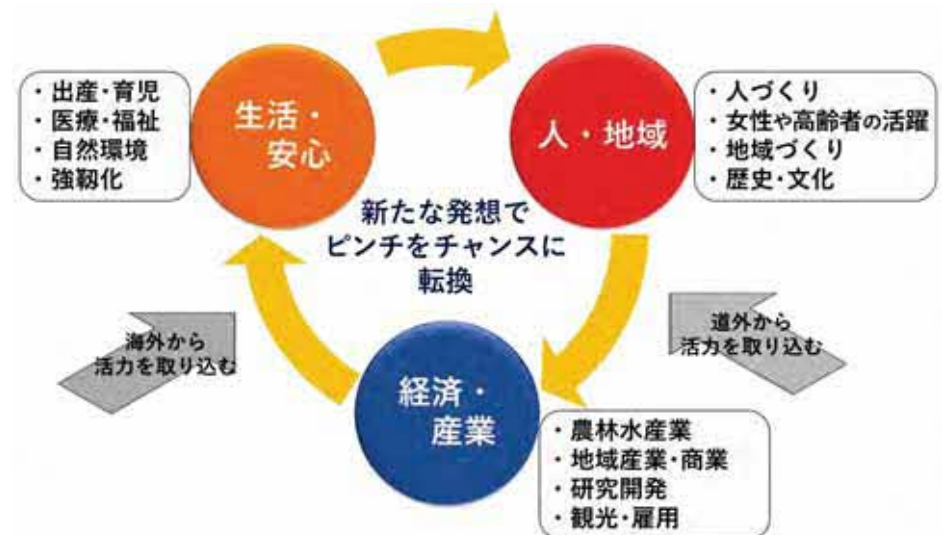 ・出産・育児
・医療・福祉
・自然環境
・強靱化
生活・
安心
人・地域
・人づくり
・女性や高齢者の活躍
・地域づくり
・歴史・文化
新たな発想で
ピンチをチャンスに
転換
海外から
活力を取り込む
道外から
活力を取り込む
経済・
産業
・農林水産業
・地域産業・商業
・研究開発
・観光・雇用